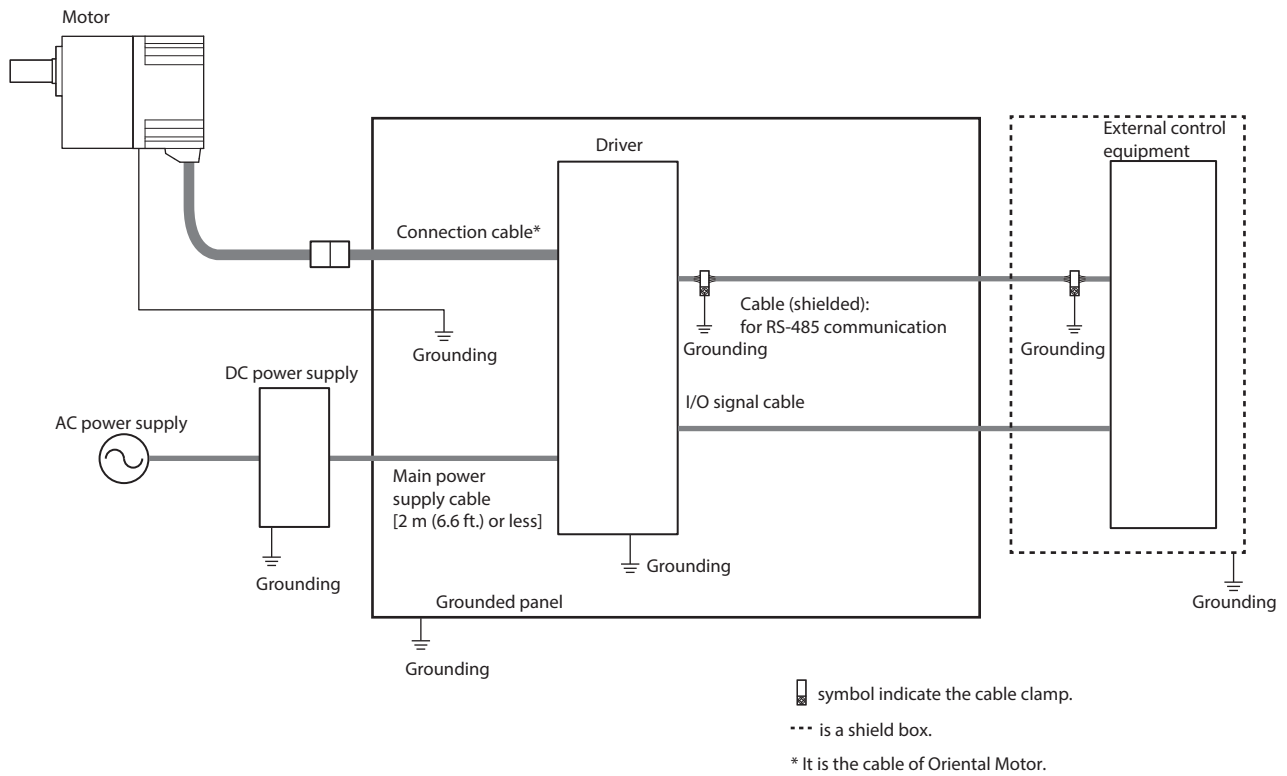 Motor
Driver
External control
equipment
Connection cable*
Cable (shielded):
for RS-485 communication
Grounding
Grounding
Grounding
DC power supply
I/O signal cable
AC power supply
Main power
supply cable
[2 m (6.6 ft.) or less]
Grounding
Grounding
Grounded panel
Grounding
Grounding
symbol indicate the cable clamp.
is a shield box.
* It is the cable of Oriental Motor.